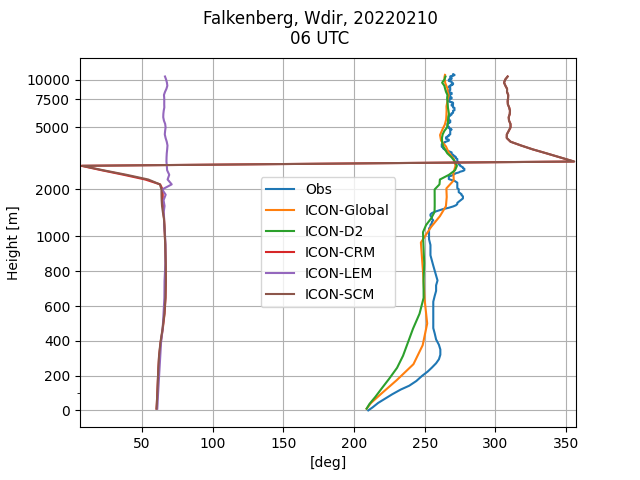 Falkenberg, Wdir, 20220210
06 UTC
10000
7500
5000
2000
1000
800
600
400
200
0
Height [m]
Obs
ICON-Global
ICON-D2
ICON-CRM
ICON-LEM
ICON-SCM
50 100 150 200 250 300 350
[deg]